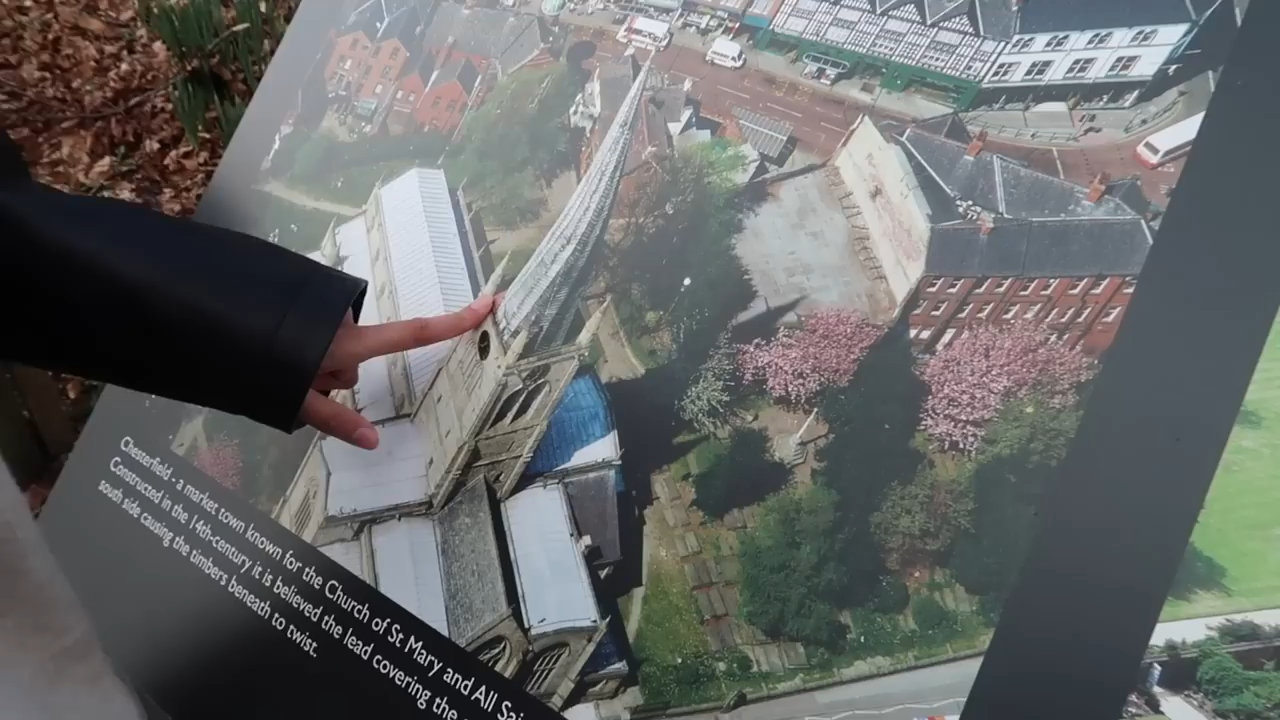 Chesterfield - a market town known for the Church of St Mary and All
Constructed in the 14th-century it is believed the lead covering the
south side causing the timbers beneath to twist.